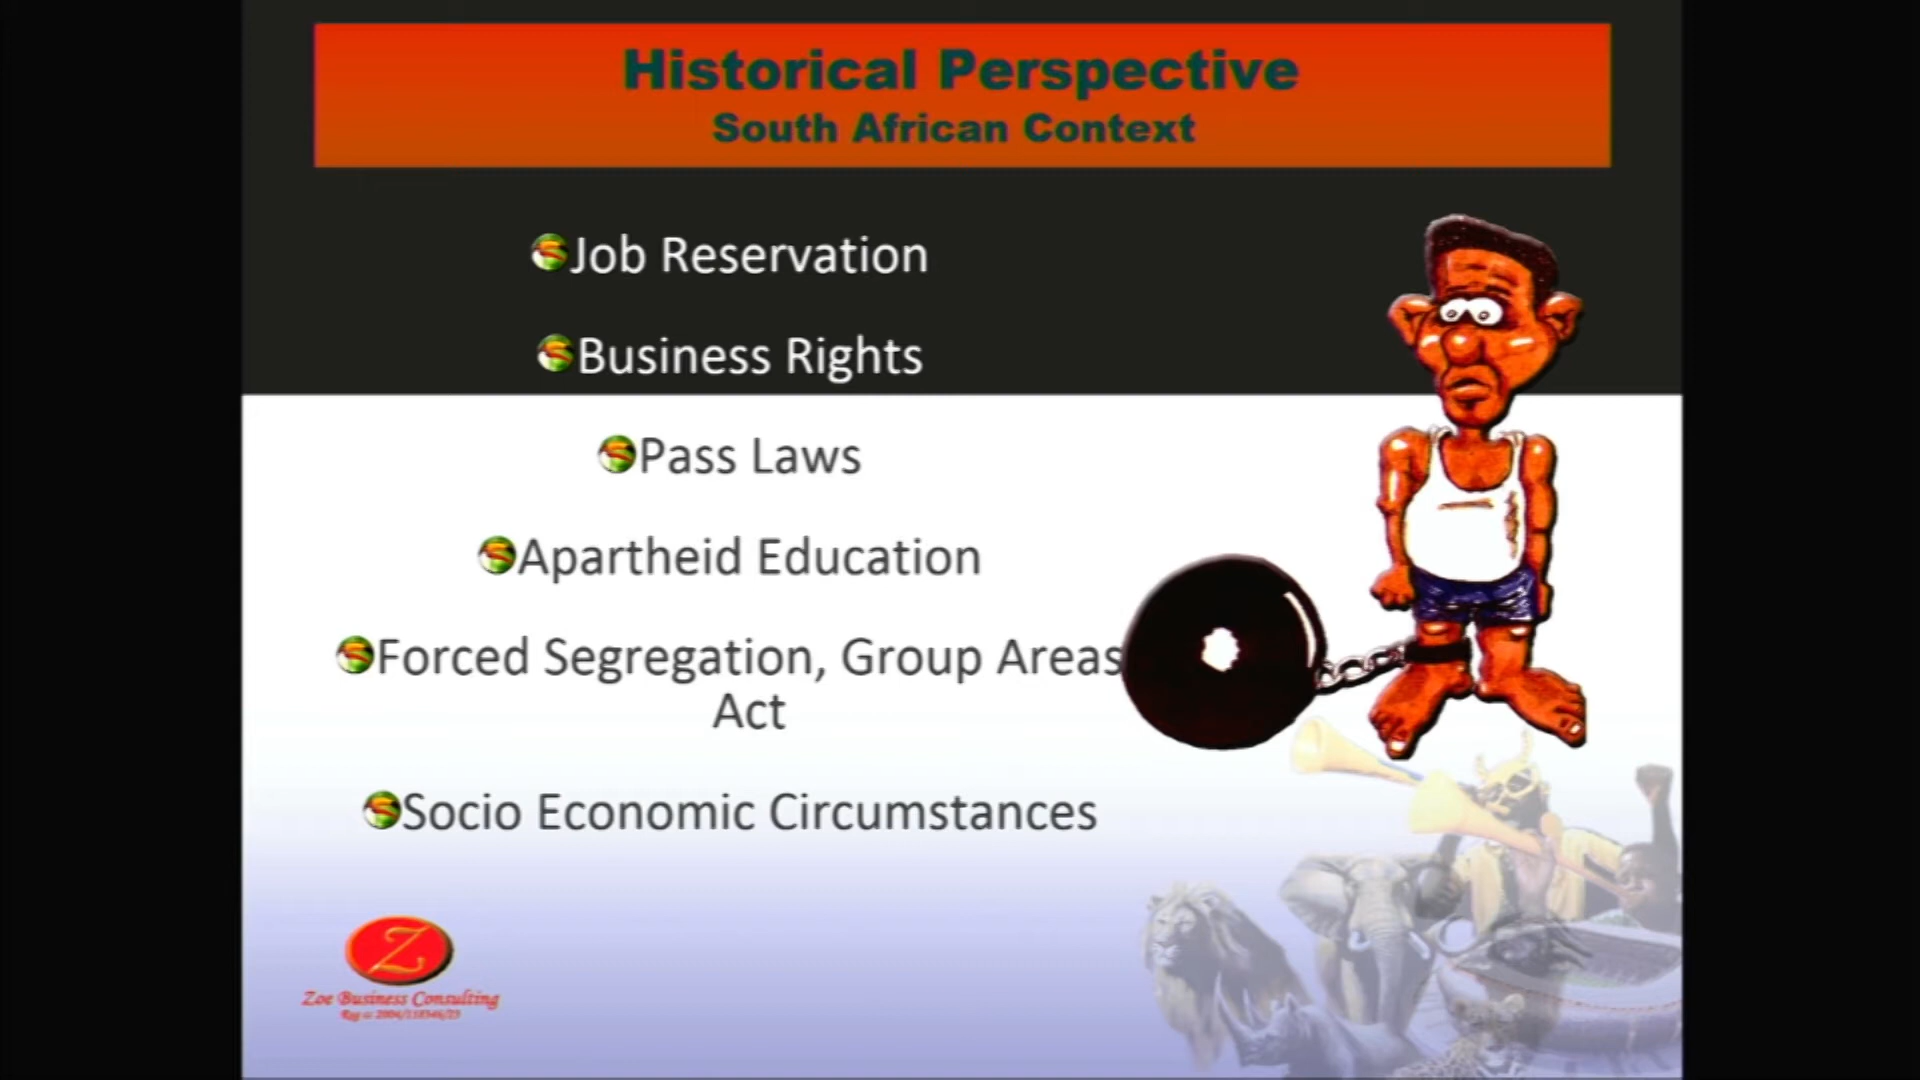 Historical Perspective
South African Context
Job Reservation
Business Rights
Pass Laws
Apartheid Education
Forced Segregation, Group Areas
Act
Socio Economic Circumstances
Z
Zoe Business Consulting